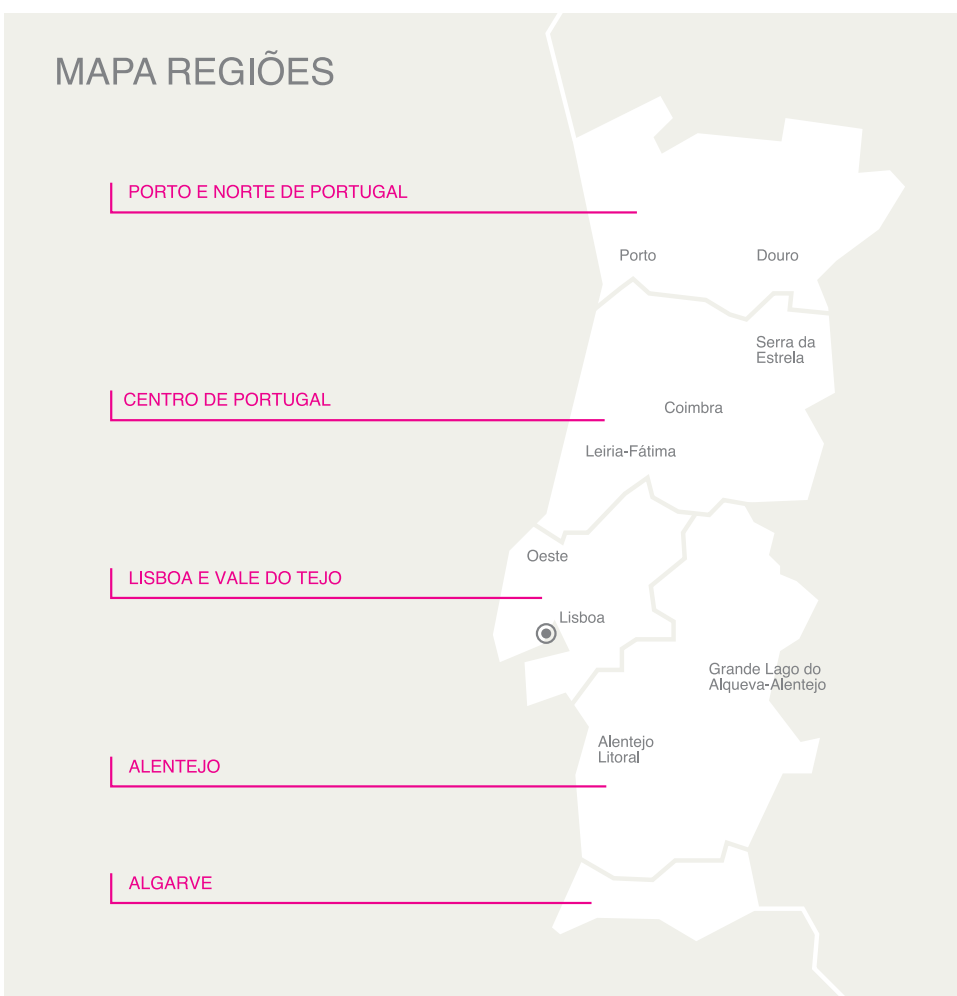 MAPA REGIÕES
PORTO E NORTE DE PORTUGAL
Porto
Douro
Serra da
Estrela
CENTRO DE PORTUGAL
Coimbra
Leiria-Fátima
Oeste
LISBOA E VALE DO TEJO
Lisboa
Grande Lago do
Alqueva-Alentejo
Alentejo
Litoral
ALENTEJO
ALGARVE